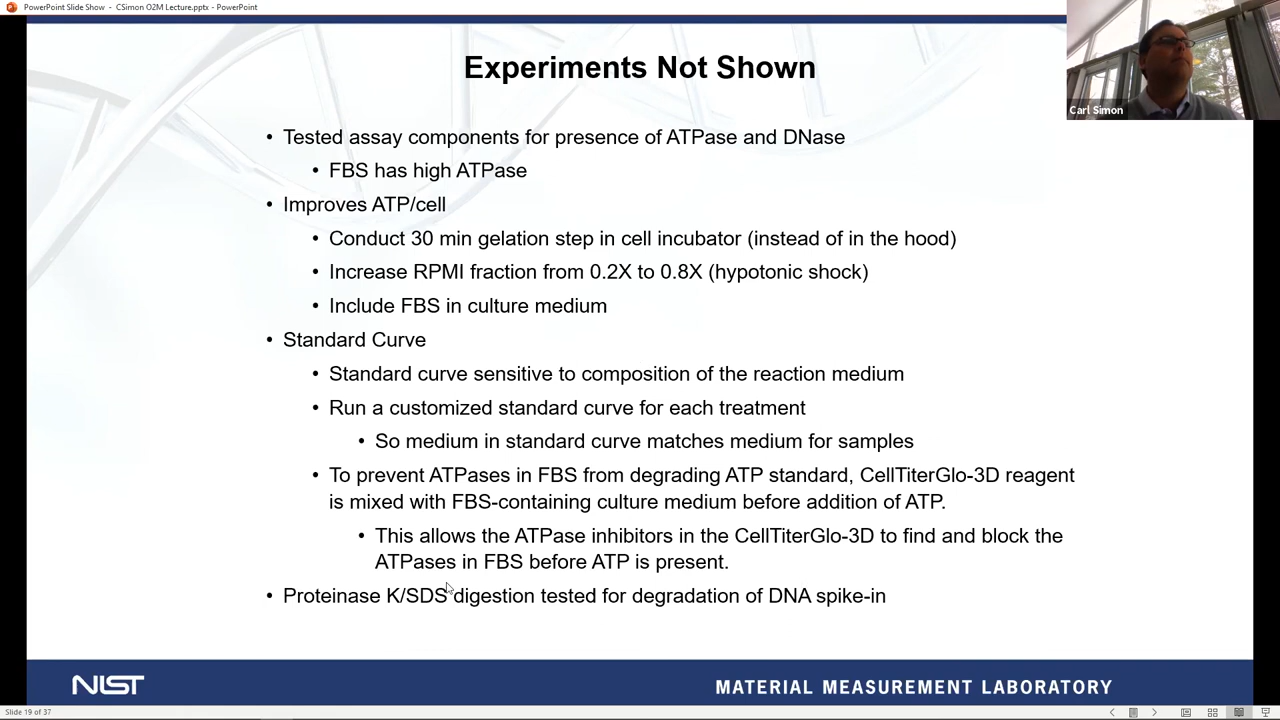 PowerPoint Slide Show - CSimon O2M Lecture.pptx - PowerPoint
Carl Simon
Experiments Not Shown
• Tested assay components for presence of ATPase and DNase
• FBS has high ATPase
• Improves ATP/cell
• Conduct 30 min gelation step in cell incubator (instead of in the hood)
• Increase RPMI fraction from 0.2X to 0.8X (hypotonic shock)
• Include FBS in culture medium
• Standard Curve
• Standard curve sensitive to composition of the reaction medium
• Run a customized standard curve for each treatment
• So medium in standard curve matches medium for samples
• To prevent ATPases in FBS from degrading ATP standard, CellTiterGlo-3D reagent
is mixed with FBS-containing culture medium before addition of ATP.
• This allows the ATPase inhibitors in the CellTiterGlo-3D to find and block the
ATPases in FBS before ATP is present.
• Proteinase K/SDS digestion tested for degradation of DNA spike-in
NIST
MATERIAL MEASUREMENT LABORATORY
Slide 19 of 37